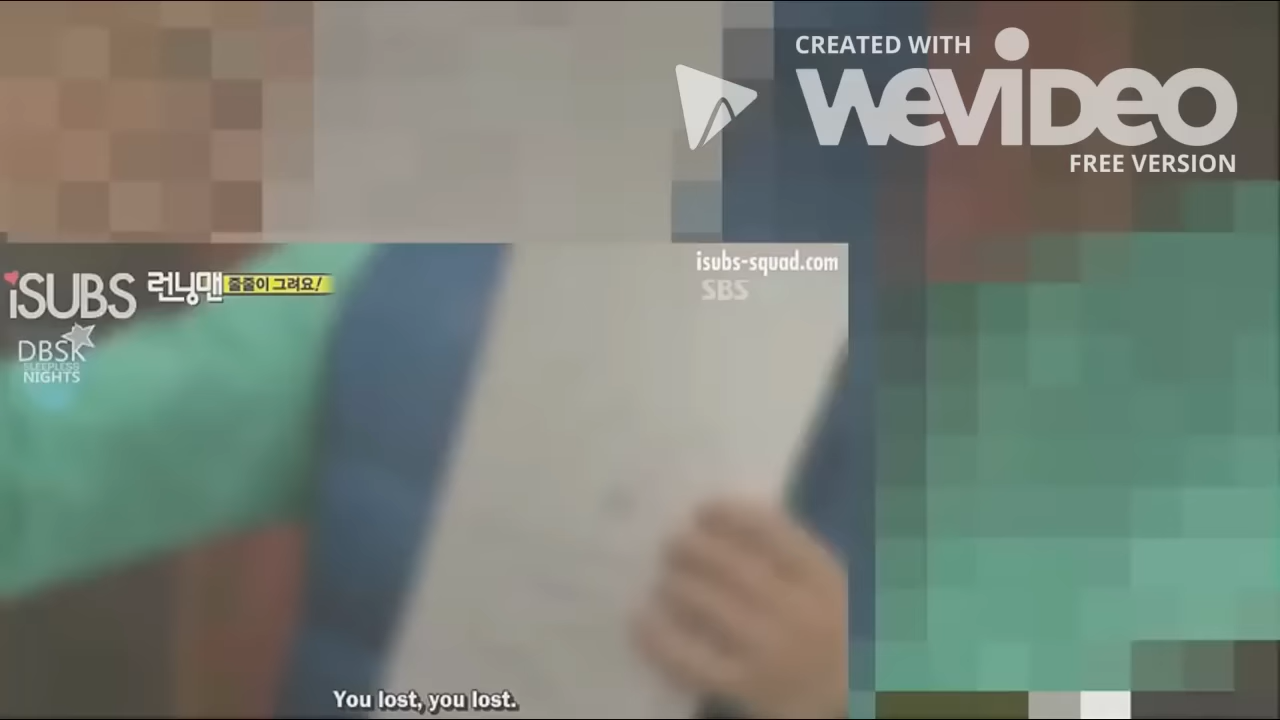 CREATED WITH
WEVIDEO
FREE VERSION
isubs-squad.com
SBS
iSUBS
런닝맨
줄줄이 그려요!
DBSK
SLEEPLESS
NIGHTS
You lost, you lost.